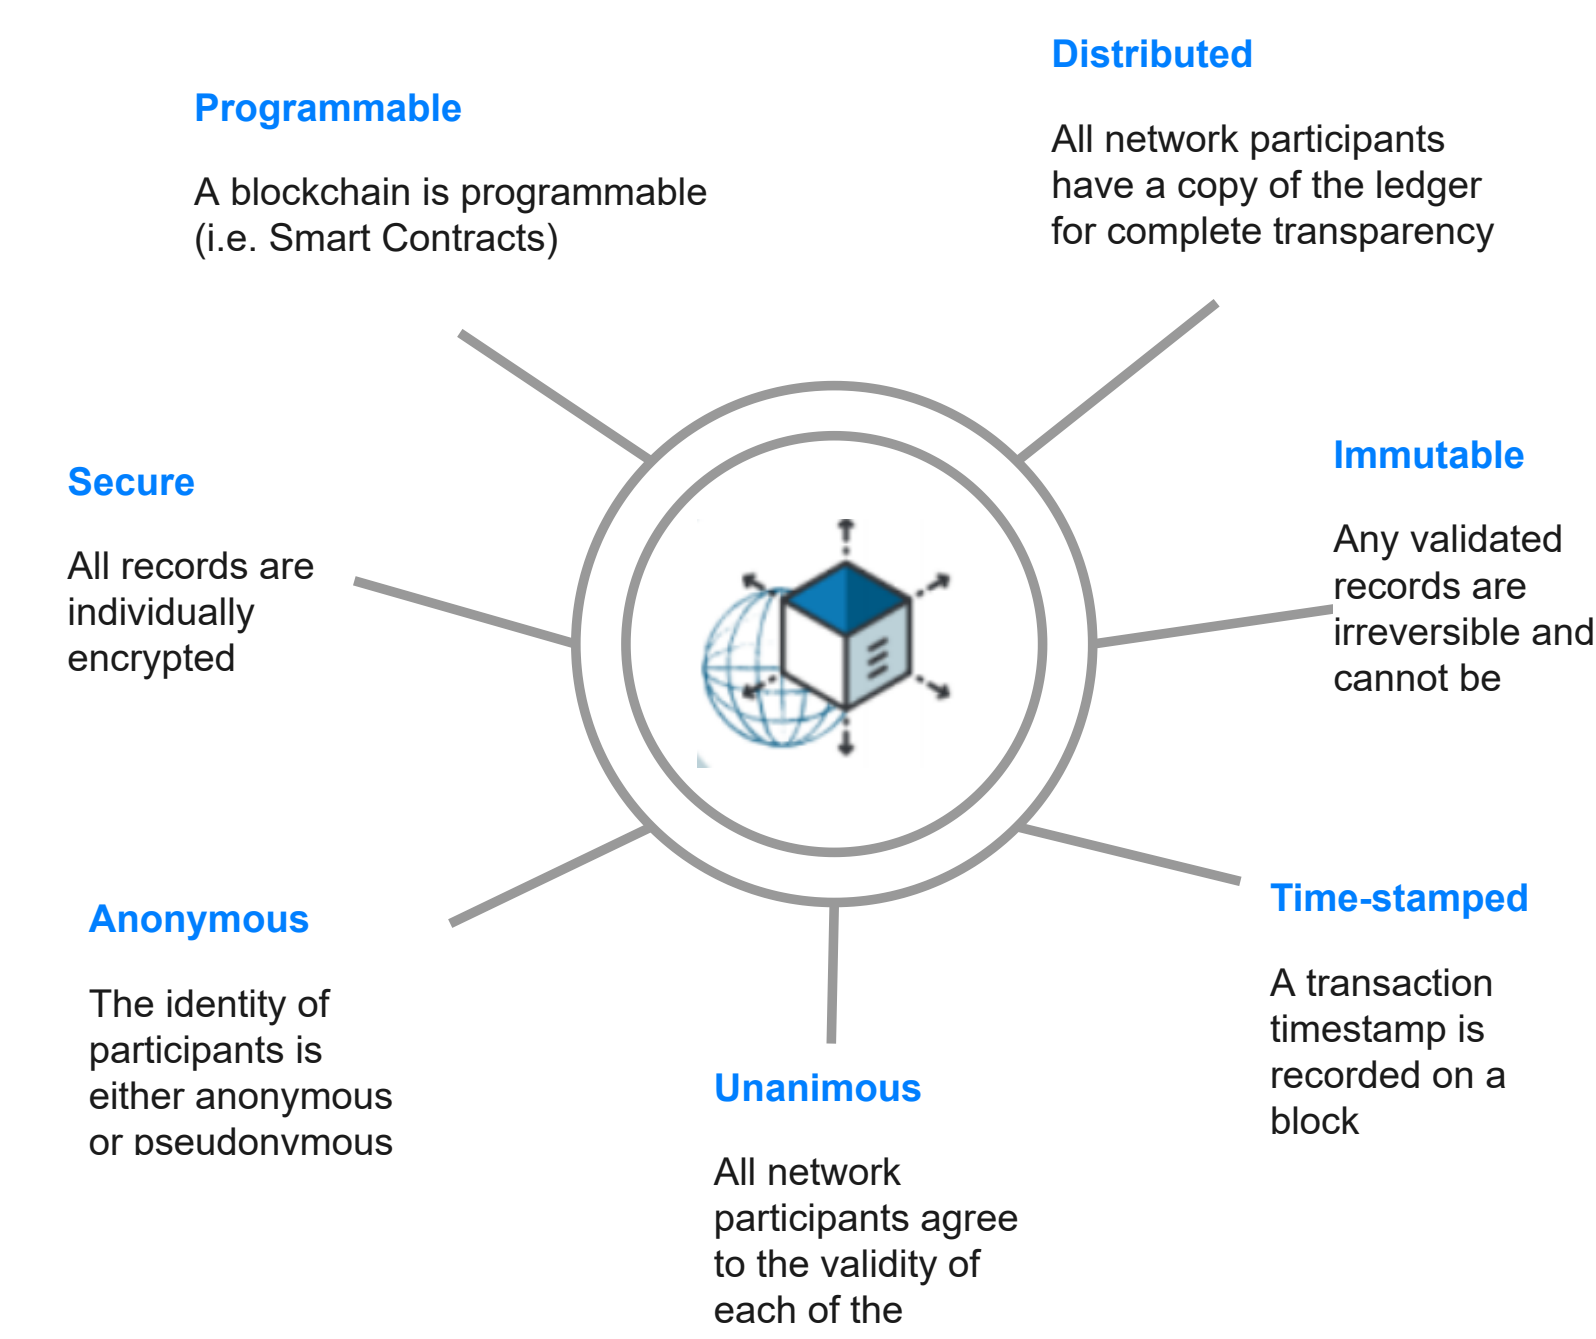 Distributed
All network participants
have a copy of the ledger
for complete transparency
Programmable
A blockchain is programmable
(i.e. Smart Contracts)
Immutable
Any validated
records are
irreversible and
cannot be
Secure
All records are
individually
encrypted
Time-stamped
A transaction
timestamp is
recorded on a
block
Anonymous
The identity of
participants is
either anonymous
or pseudonymous
Unanimous
All network
participants agree
to the validity of
each of the